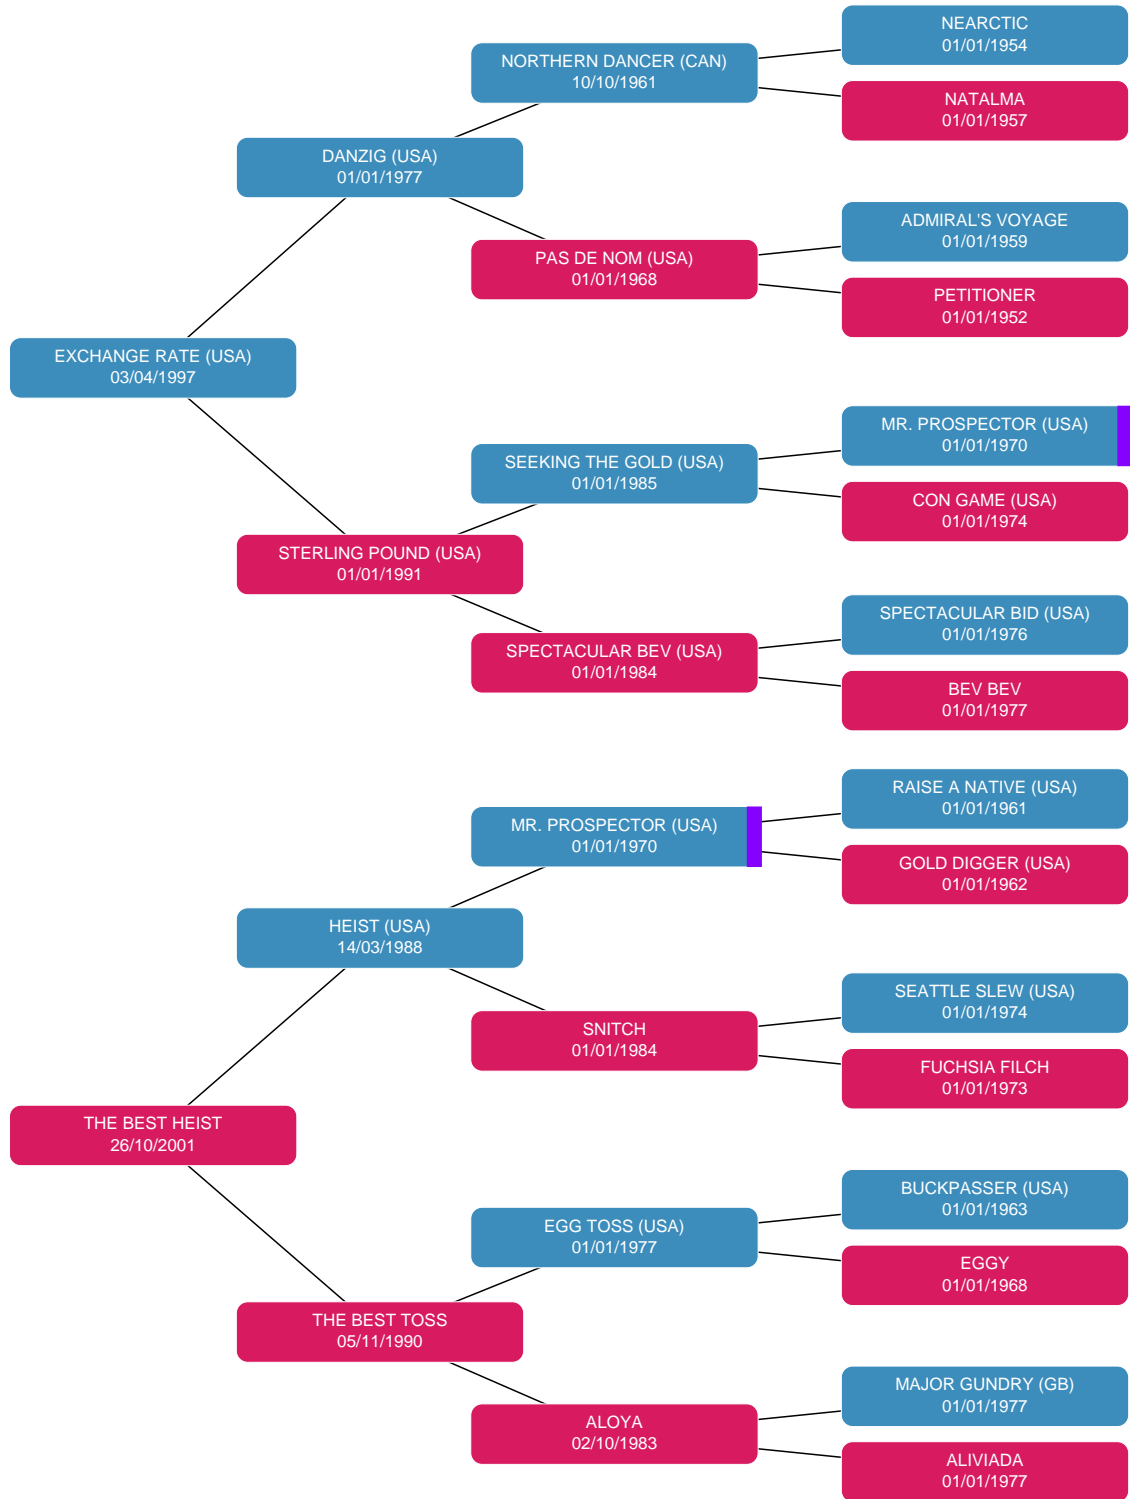 NEARCTIC
01/01/1954
NORTHERN DANCER (CAN)
10/10/1961
NATALMA
01/01/1957
DANZIG (USA)
01/01/1977
ADMIRAL'S VOYAGE
01/01/1959
PAS DE NOM (USA)
01/01/1968
PETITIONER
01/01/1952
EXCHANGE RATE (USA)
03/04/1997
MR. PROSPECTOR (USA)
01/01/1970
SEEKING THE GOLD (USA)
01/01/1985
CON GAME (USA)
01/01/1974
STERLING POUND (USA)
01/01/1991
SPECTACULAR BID (USA)
01/01/1976
SPECTACULAR BEV (USA)
01/01/1984
BEV BEV
01/01/1977
RAISE A NATIVE (USA)
01/01/1961
MR. PROSPECTOR (USA)
01/01/1970
GOLD DIGGER (USA)
01/01/1962
HEIST (USA)
14/03/1988
SEATTLE SLEW (USA)
01/01/1974
SNITCH
01/01/1984
FUCHSIA FILCH
01/01/1973
THE BEST HEIST
26/10/2001
BUCKPASSER (USA)
01/01/1963
EGG TOSS (USA)
01/01/1977
EGGY
01/01/1968
THE BEST TOSS
05/11/1990
MAJOR GUNDRY (GB)
01/01/1977
ALOYA
02/10/1983
ALIVIADA
01/01/1977